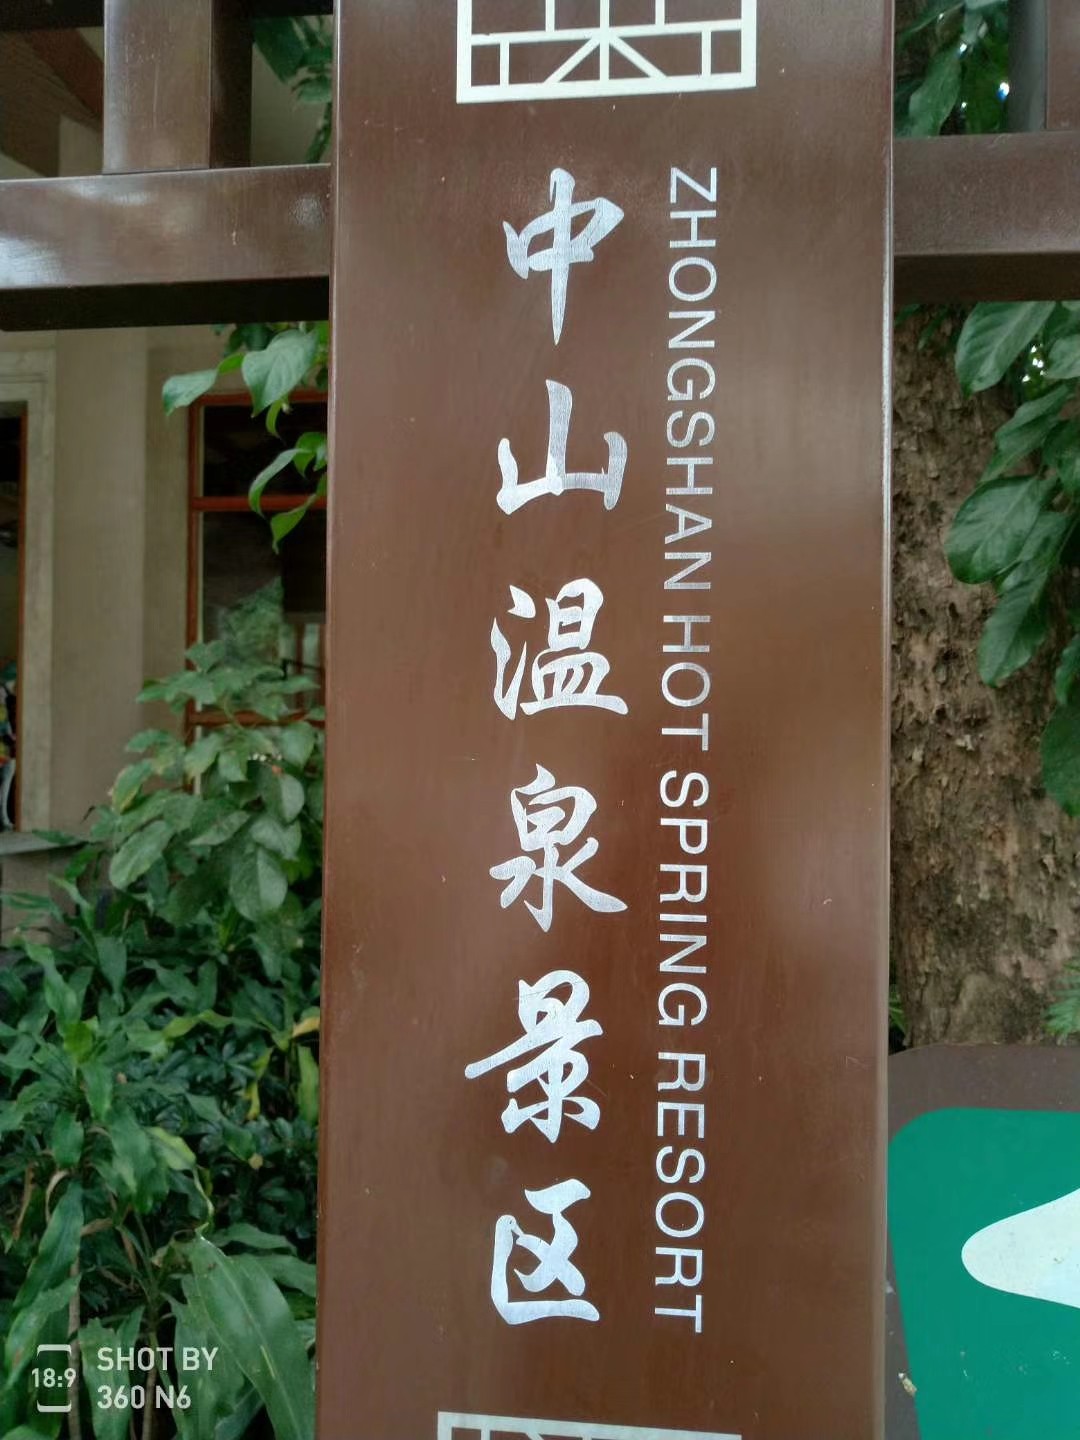 中山温泉景区
ZHONGSHAN HOT SPRING RESORT
18:9
SHOT BY
360 N6